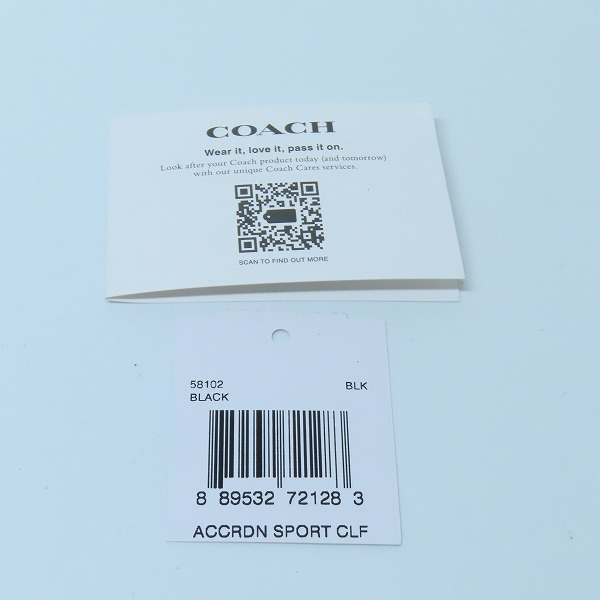 COACH
Wear it, love it, pass it on.
Look after your Coach product today (and tomorrow)
with our unique Coach Cares services.
SCAN TO FIND OUT MORE
58102 BLK
BLACK
8 89532 72128 3
ACCRDN SPORT CLF